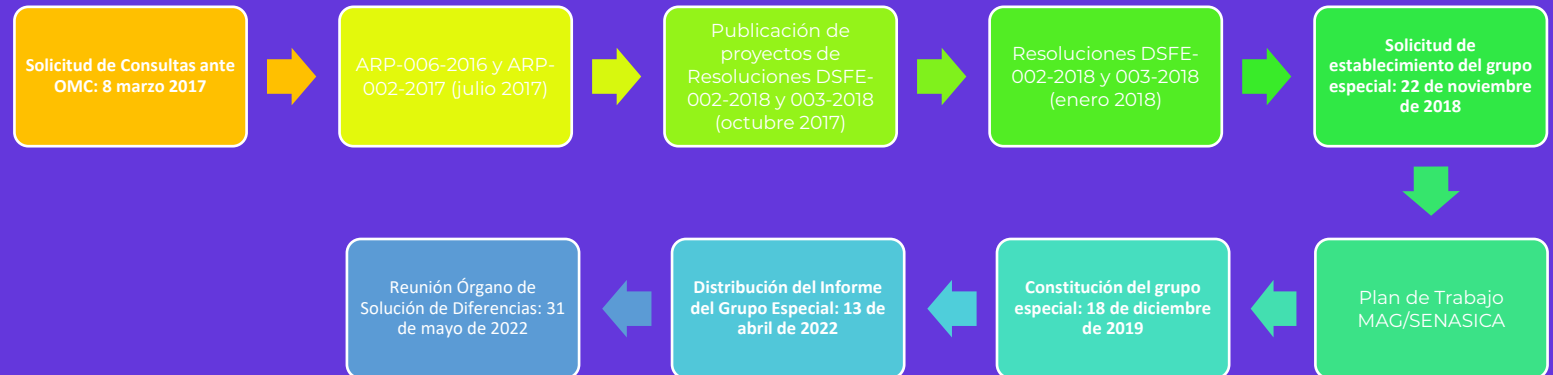 Solicitud de Consultas ante
OMC: 8 marzo 2017
ARP-006-2016 y ARP-
002-2017 (julio 2017)
Publicación de
proyectos de
Resoluciones DSFE-
002-2018 y 003-2018
(octubre 2017)
Resoluciones DSFE-
002-2018 y 003-2018
(enero 2018)
Solicitud de
establecimiento del grupo
especial: 22 de noviembre
de 2018
Plan de Trabajo
MAG/SENASICA
Constitución del grupo
especial: 18 de diciembre
de 2019
Distribución del Informe
del Grupo Especial: 13 de
abril de 2022
Reunión Órgano de
Solución de Diferencias: 31
de mayo de 2022